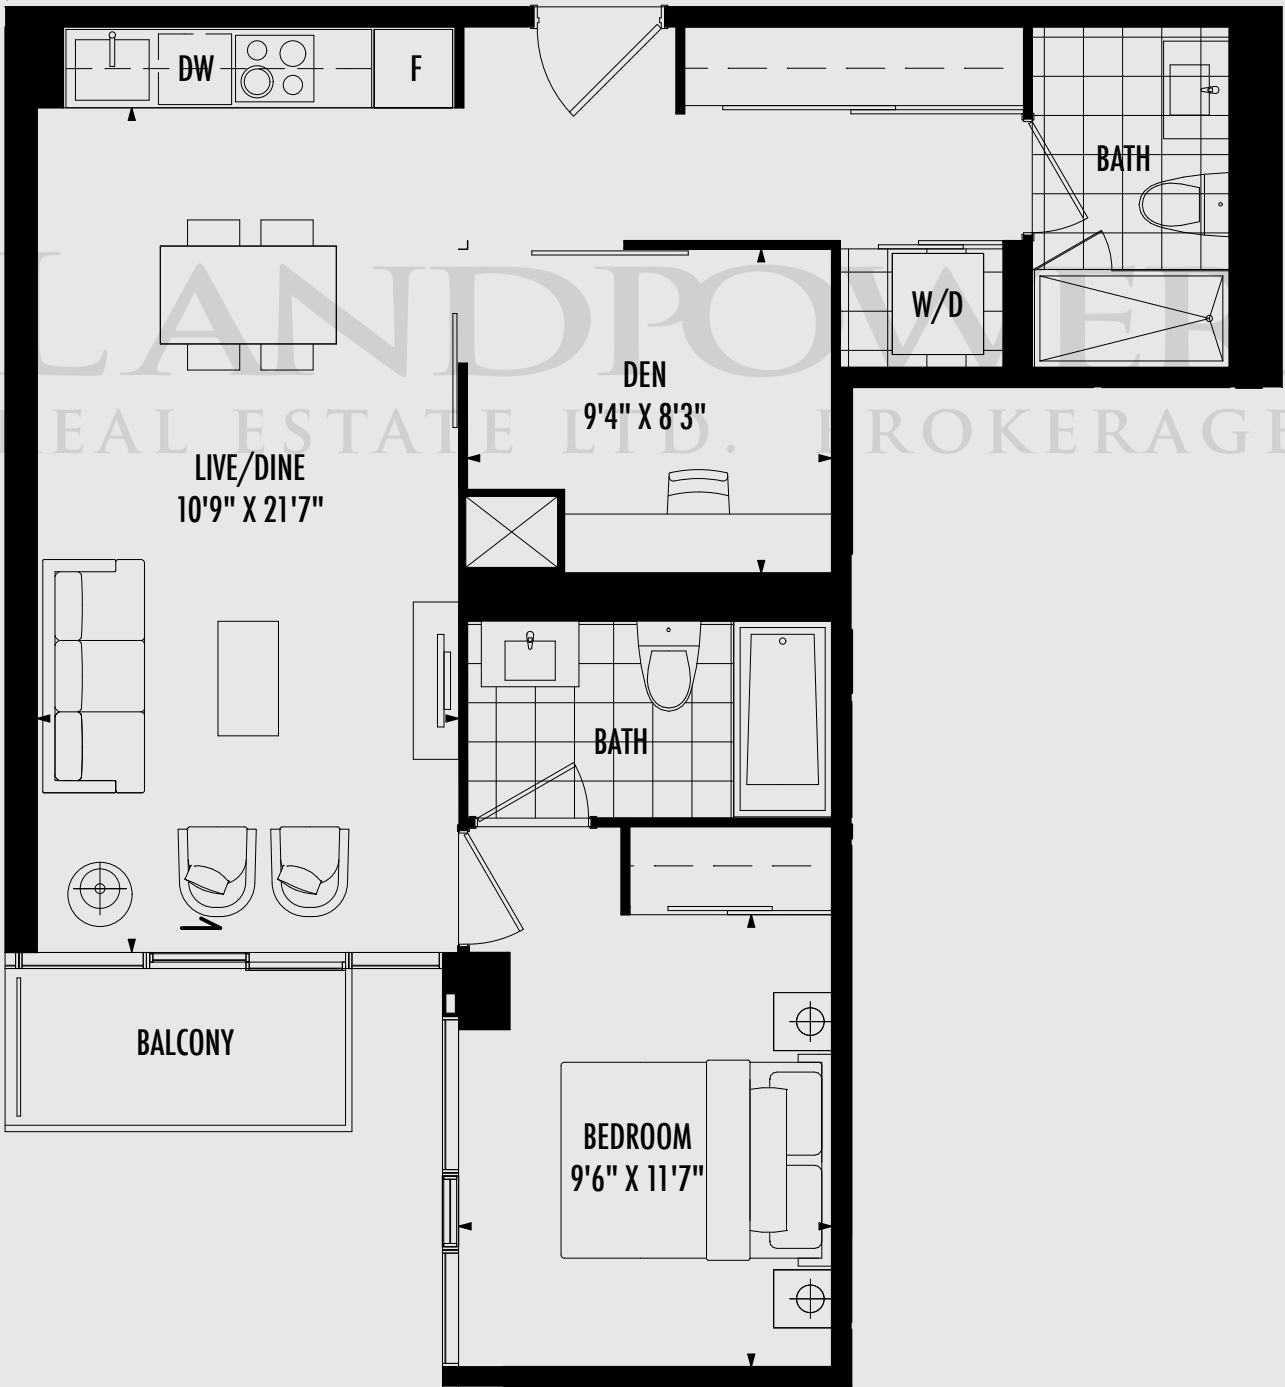 DW
F
BATH
LANDPOWER
REAL ESTATE LTD. BROKERAGE
W/D
DEN
9'4" X 8'3"
LIVE/DINE
10'9" X 21'7"
BATH
BALCONY
BEDROOM
9'6" X 11'7"